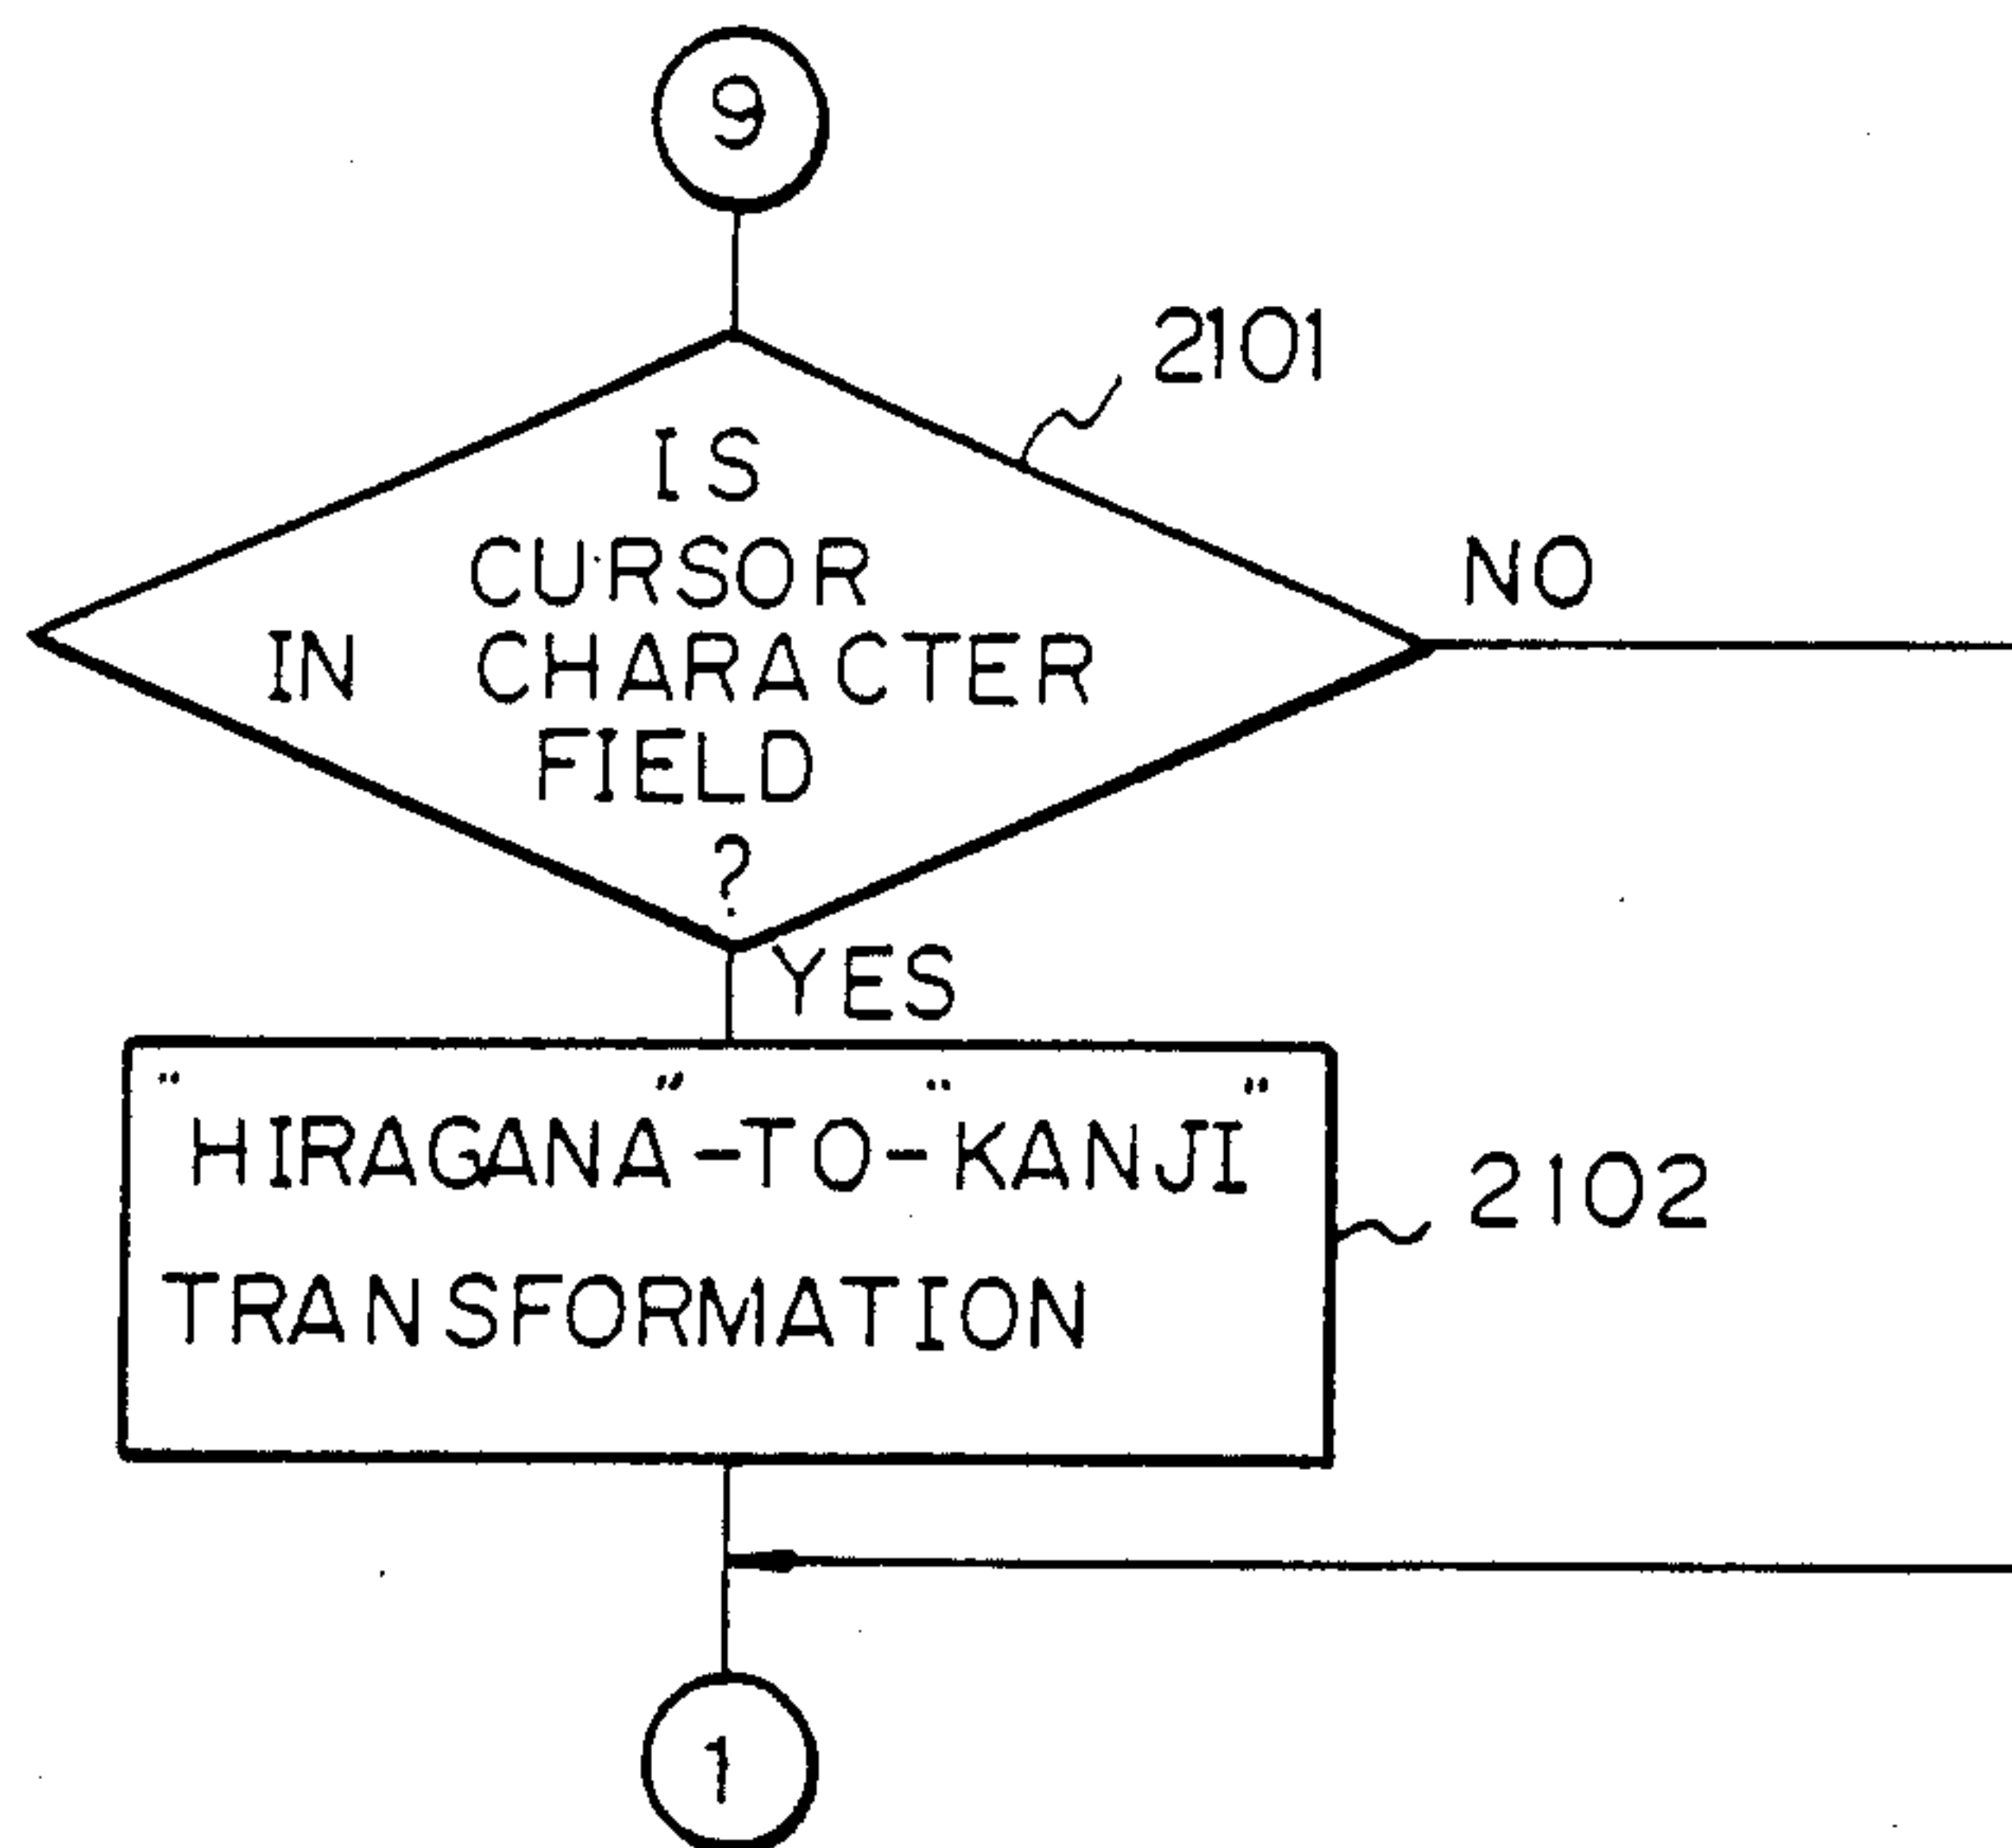 9
2101
IS
CURSOR
IN CHARACTER
FIELD
?
NO
YES
"HIRAGANA"-TO-"KANJI"
TRANSFORMATION
2102
1